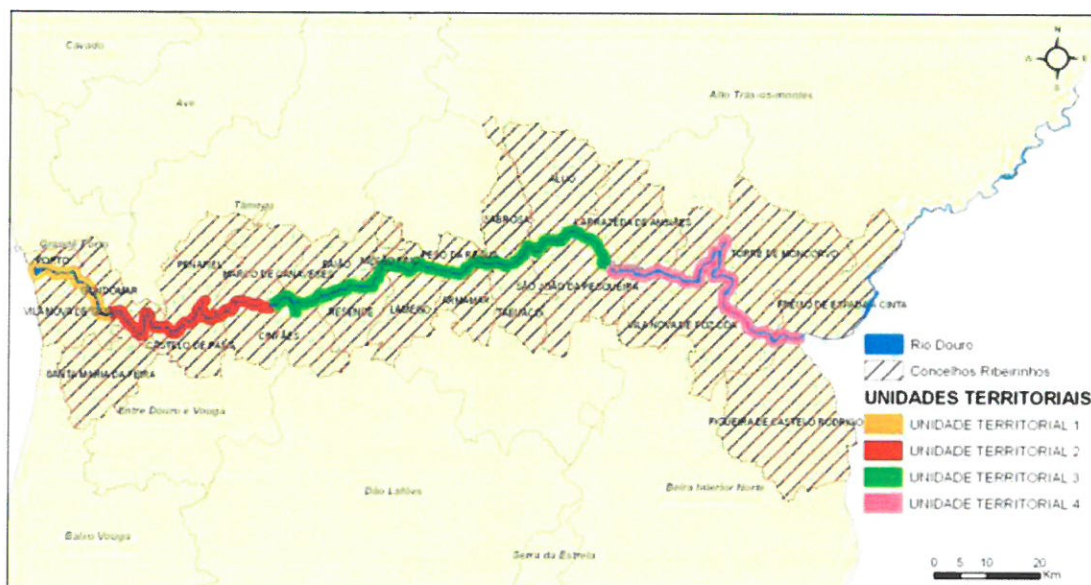 Cavado
N
W E
S
Ave
Alto Trás-os-montes
ALIJÓ
SABROSA
CARRAZEDA DE ANSIÃES
Tâmega
Grande Porto
PORTO
PENAFIEL
BAIÃO
PESO DA RÉGUA
TORRE DE MONCORVO
MARCO DE CANAVESES
GONDOMAR
SÃO JOÃO DA PESQUEIRA
FREIXO DE ESPADA À CINTA
ARMAMAR
VILA NOVA DE GAIA
RESENDE
LAMEGO
TABUAÇO
VILA NOVA DE FOZ CÔA
CINFÃES
CASTELO DE PAIVA
Rio Douro
SANTA MARIA DA FEIRA
Concelhos Ribeirinhos
UNIDADES TERRITORIAIS
Entre Douro e Vouga
FIGUEIRA DE CASTELO RODRIGO
UNIDADE TERRITORIAL 1
UNIDADE TERRITORIAL 2
UNIDADE TERRITORIAL 3
Dão Lafões
Beira Interior Norte
UNIDADE TERRITORIAL 4
Baixo Vouga
Serra da Estrela
0 5 10 20
Km